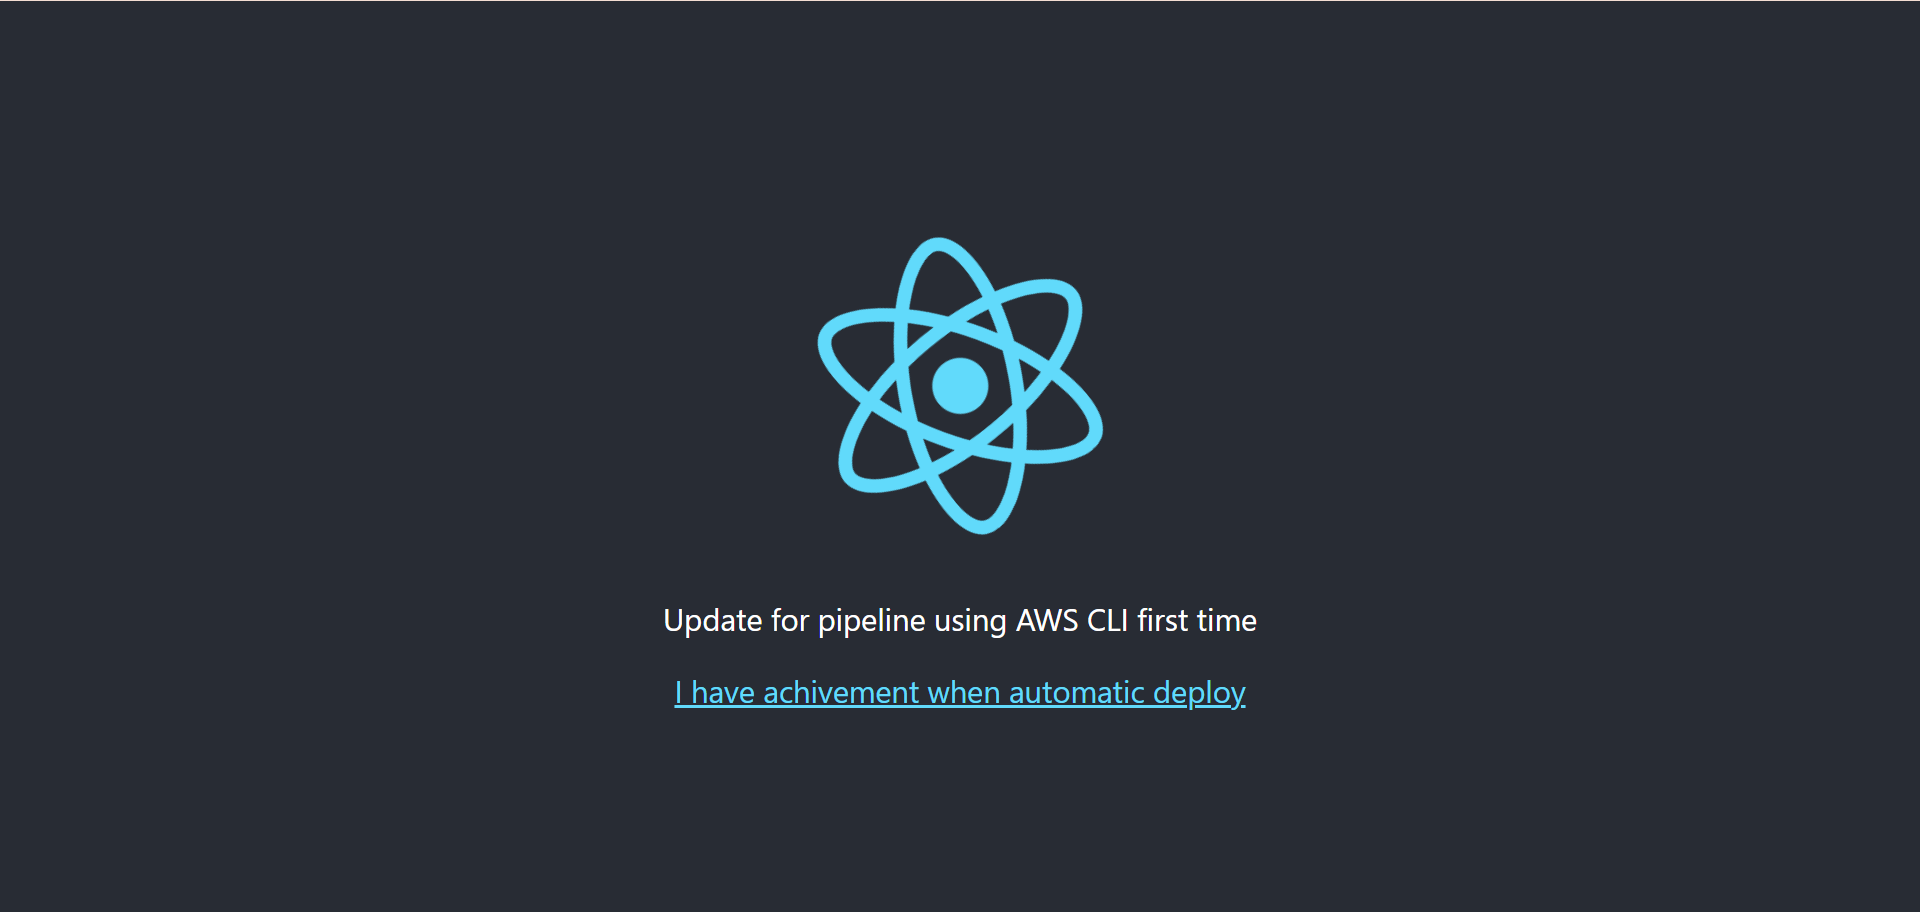 Update for pipeline using AWS CLI first time
I have achivement when automatic deploy